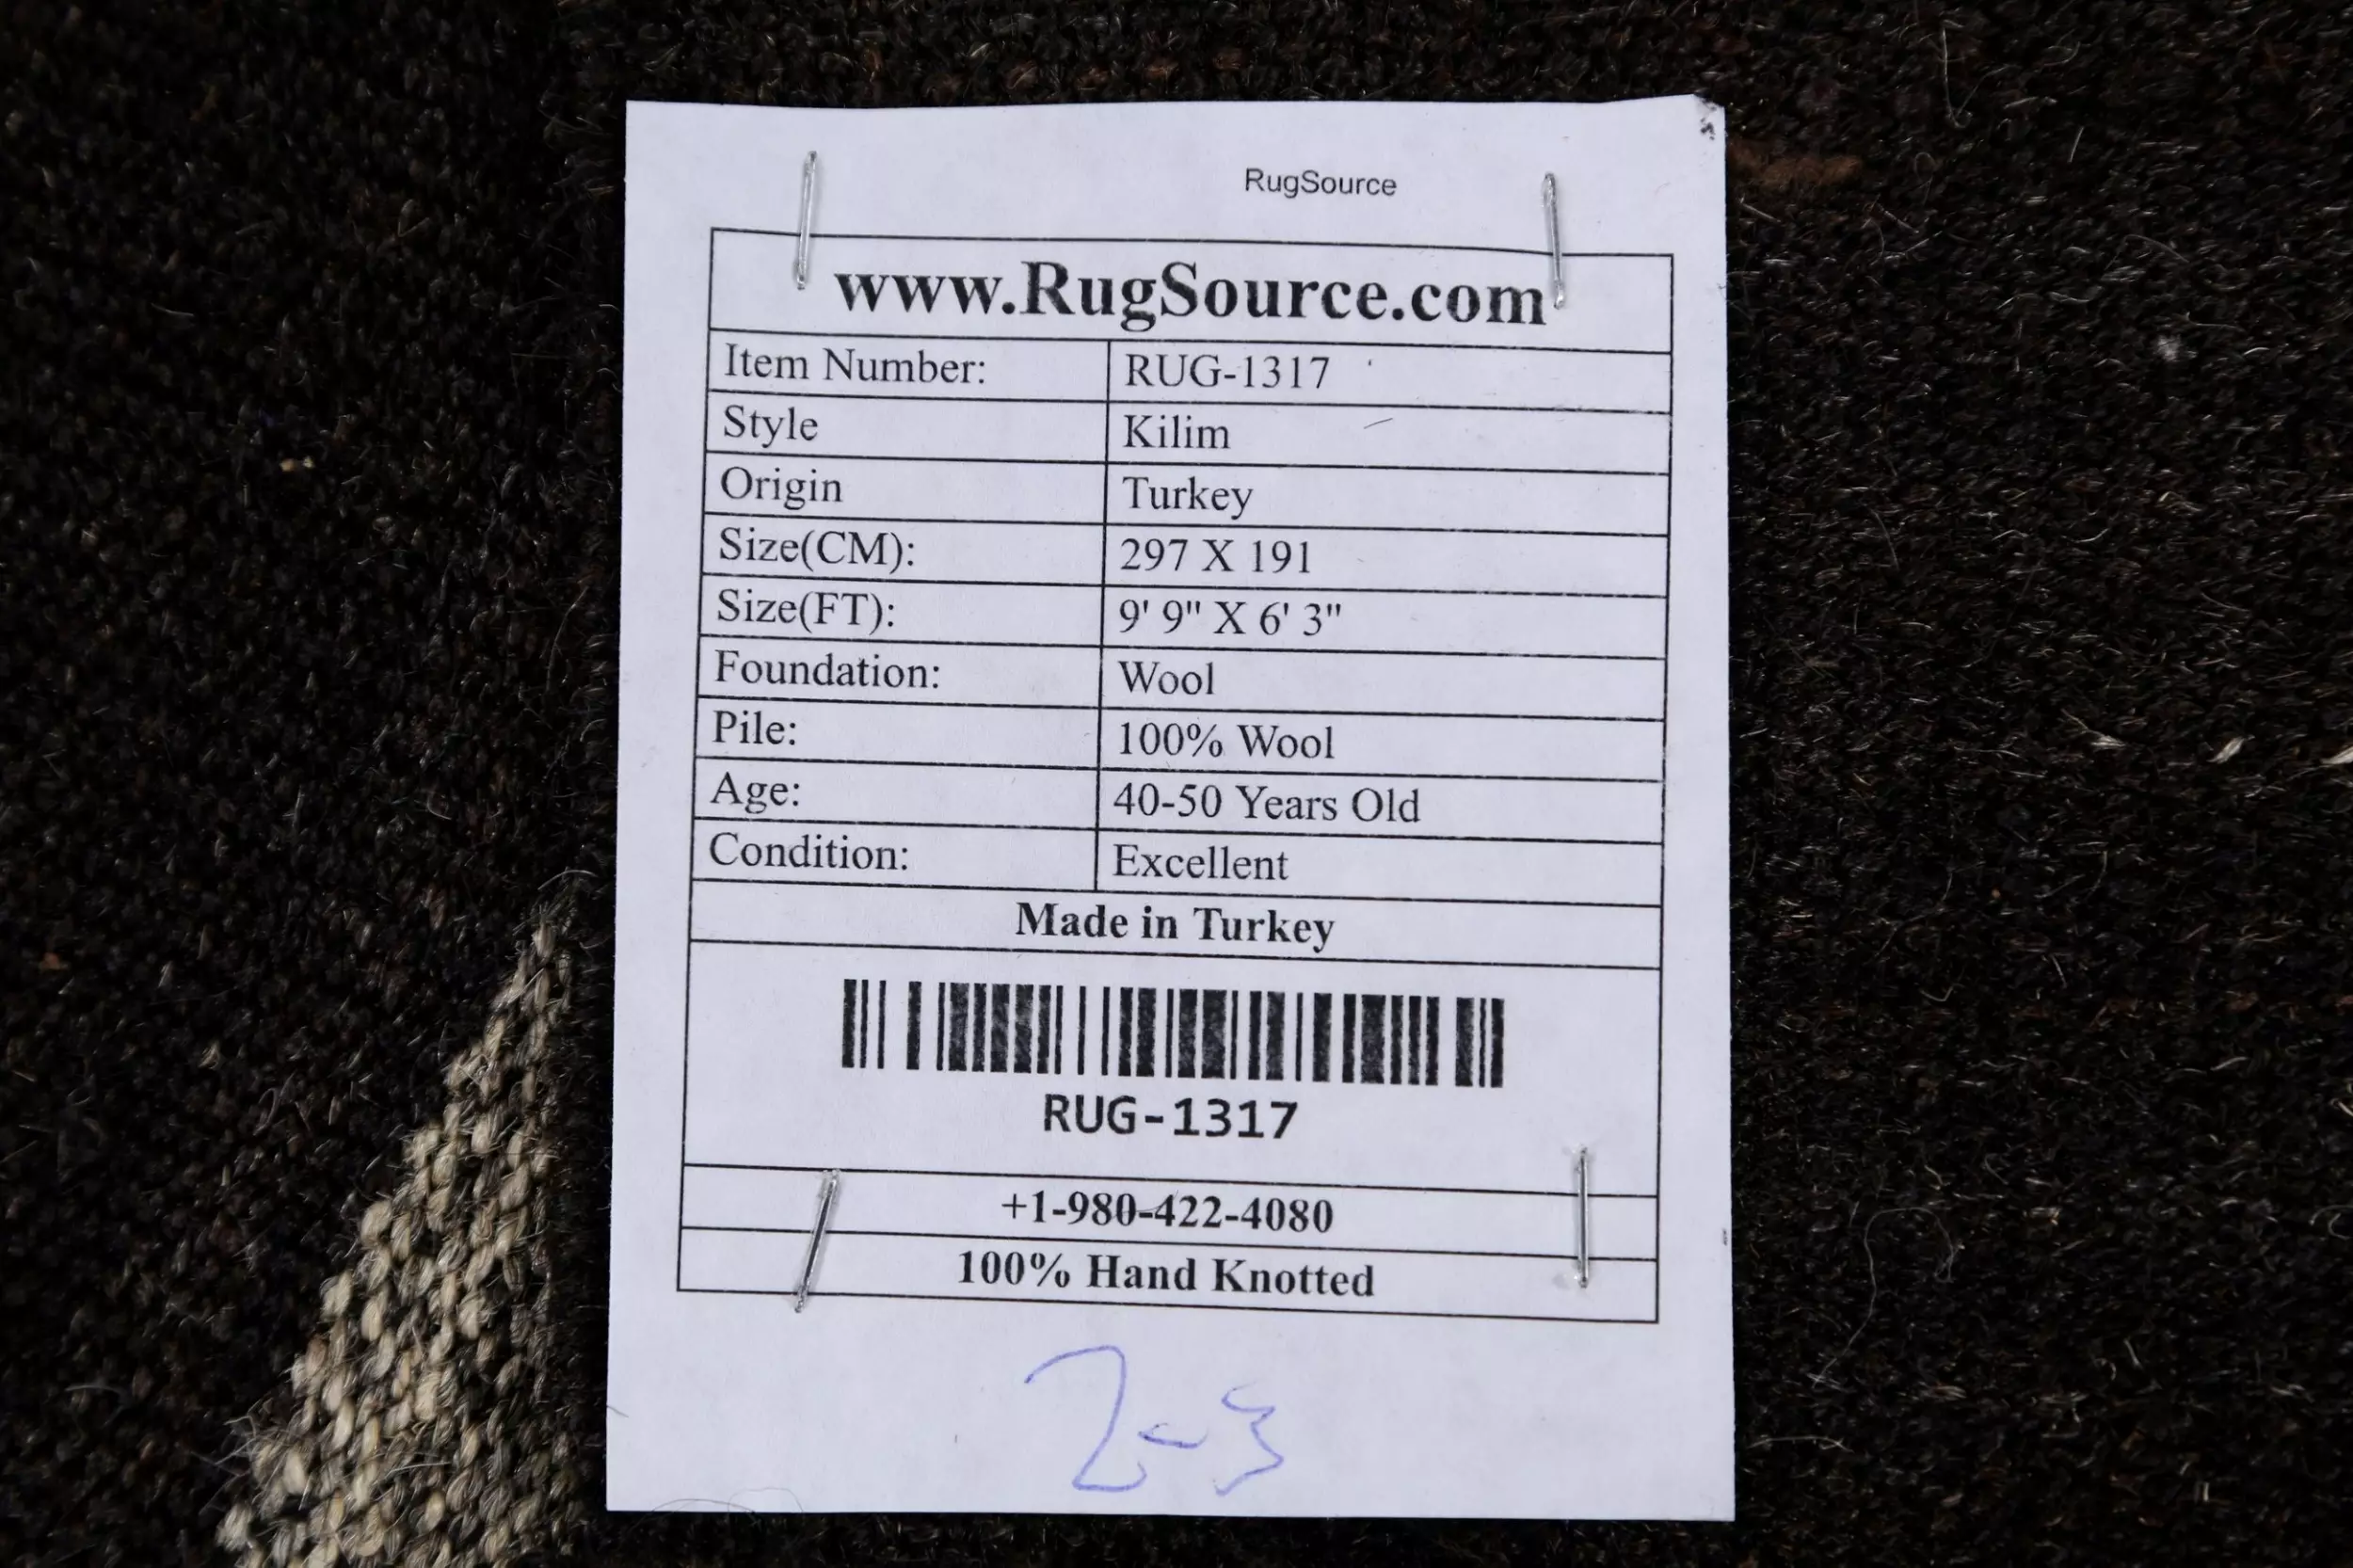 RugSource
www.RugSource.com
Item Number: RUG-1317
Style Kilim
Origin Turkey
Size(CM): 297 X 191
Size(FT): 9' 9" X 6' 3"
Foundation: Wool
Pile: 100% Wool
Age: 40-50 Years Old
Condition: Excellent
Made in Turkey
RUG-1317
+1-980-422-4080
100% Hand Knotted
2-3